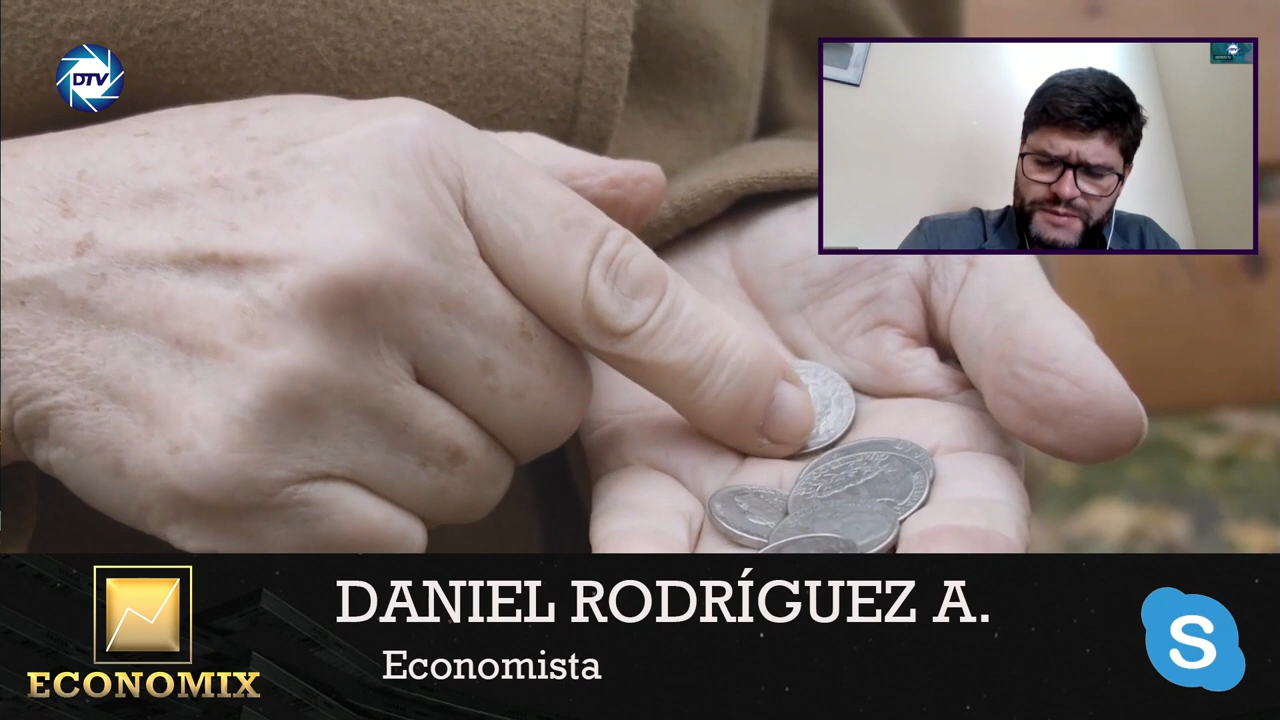 DTV
DANIEL RODRÍGUEZ A.
Economista
ECONOMIX
S